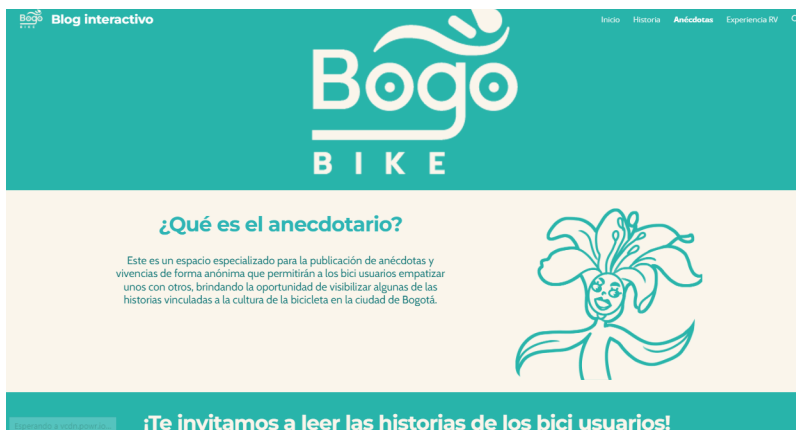 Bogo
BIKE
Blog interactivo
Inicio Historia Anécdotas Experiencia RV
Bogo
BIKE
¿Qué es el anecdotario?
Este es un espacio especializado para la publicación de anécdotas y
vivencias de forma anónima que permitirán a los bici usuarios empatizar
unos con otros, brindando la oportunidad de visibilizar algunas de las
historias vinculadas a la cultura de la bicicleta en la ciudad de Bogotá.
¡Te invitamos a leer las historias de los bici usuarios!
Esperando a